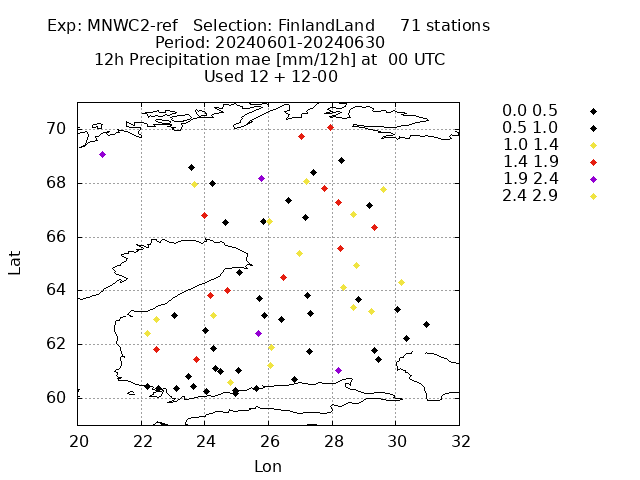 Exp: MNWC2-ref   Selection: FinlandLand     71 stations
Period: 20240601-20240630
12h Precipitation mae [mm/12h] at  00 UTC
Used 12 + 12-00
0.0 0.5
0.5 1.0
1.0 1.4
1.4 1.9
1.9 2.4
2.4 2.9
Lat
70
68
66
64
62
60
20 22 24 26 28 30 32
Lon